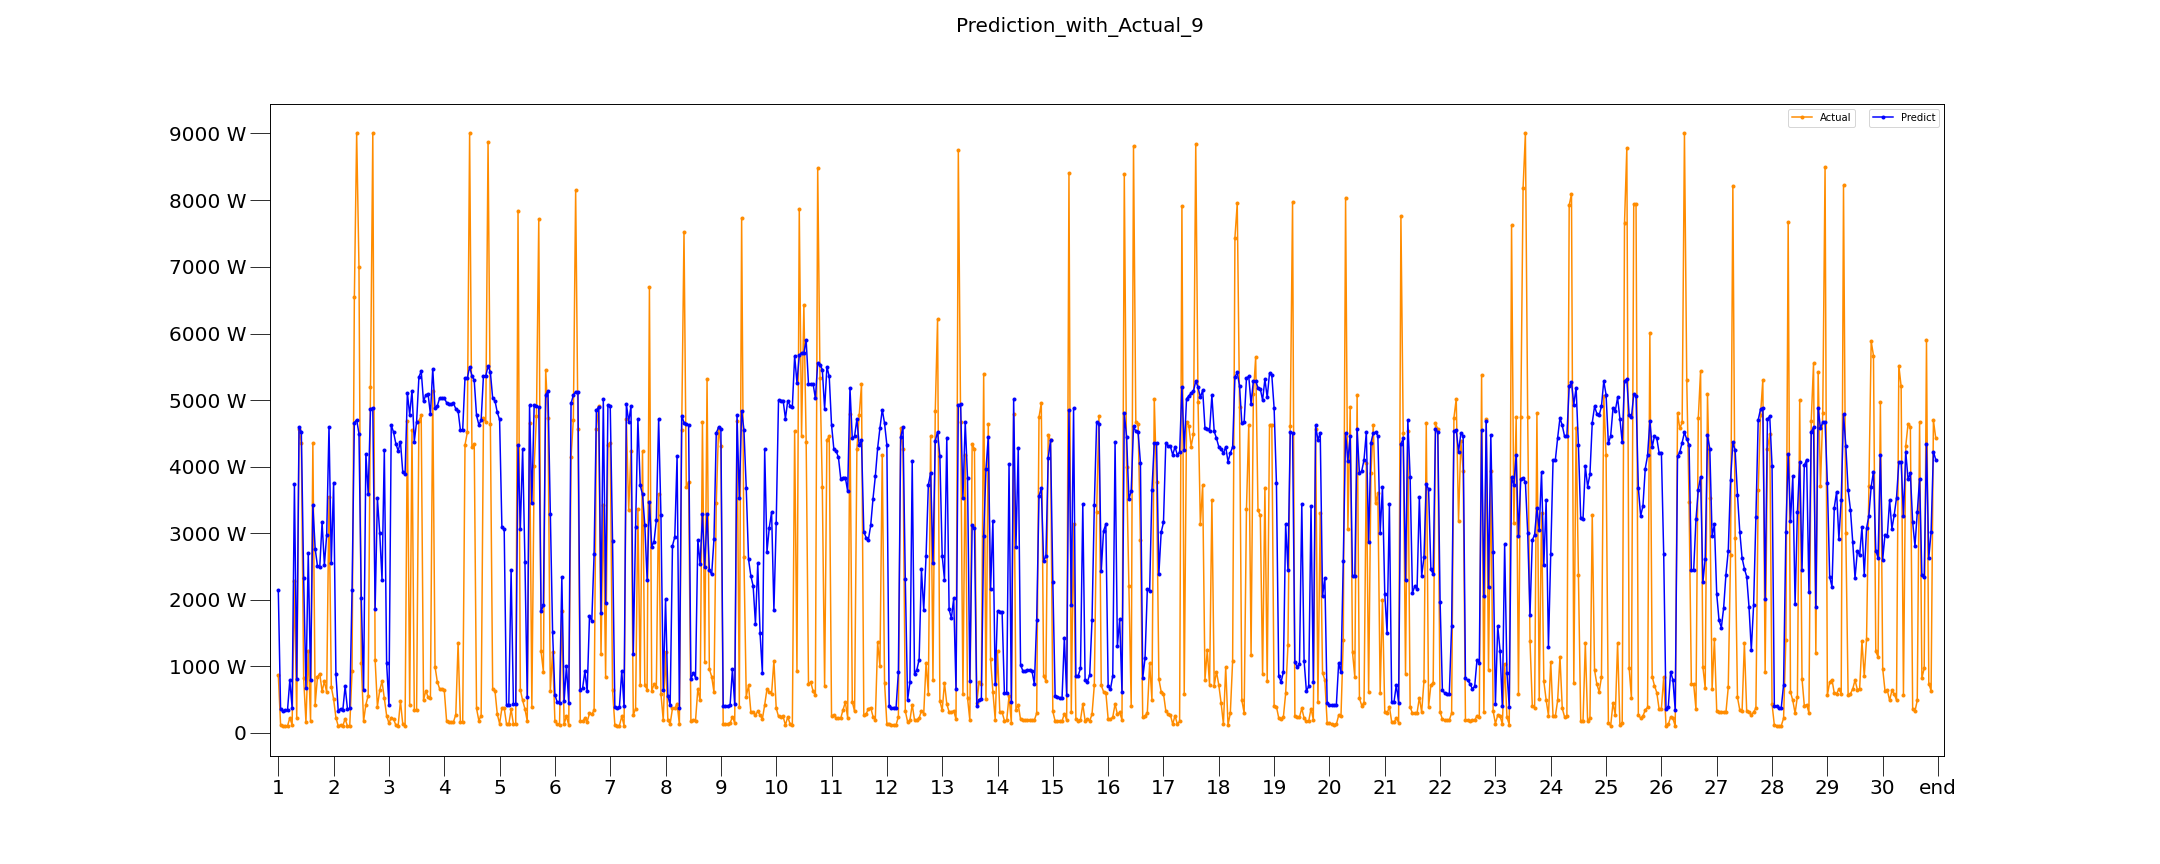 Prediction_with_Actual_9
Actual Predict
9000 W
8000 W
7000 W
6000 W
5000 W
4000 W
3000 W
2000 W
1000 W
0
1 2 3 4 5 6 7 8 9 10 11 12 13 14 15 16 17 18 19 20 21 22 23 24 25 26 27 28 29 30 end